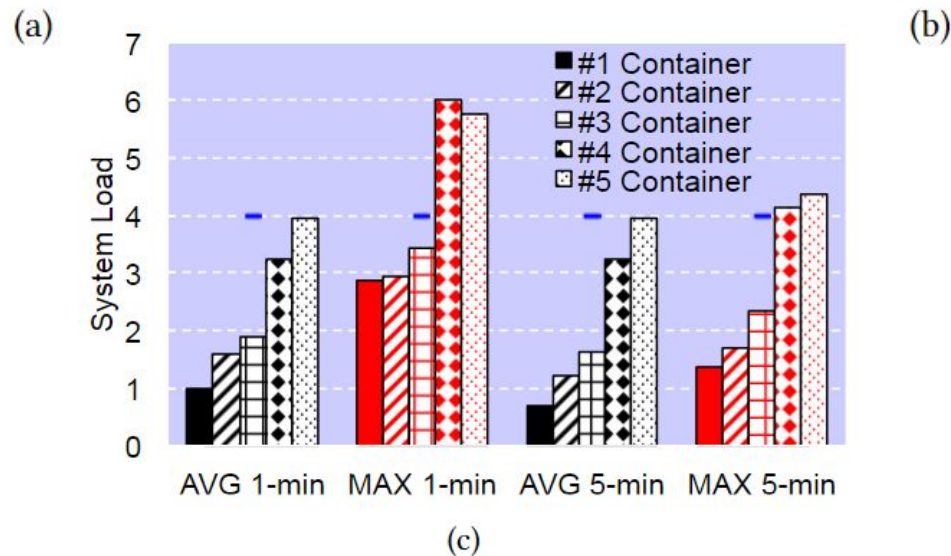 (a) (b)
7
#1 Container
6
#2 Container
#3 Container
5
#4 Container
#5 Container
4
3
2
1
0
System Load
AVG 1-min MAX 1-min AVG 5-min MAX 5-min
(c)